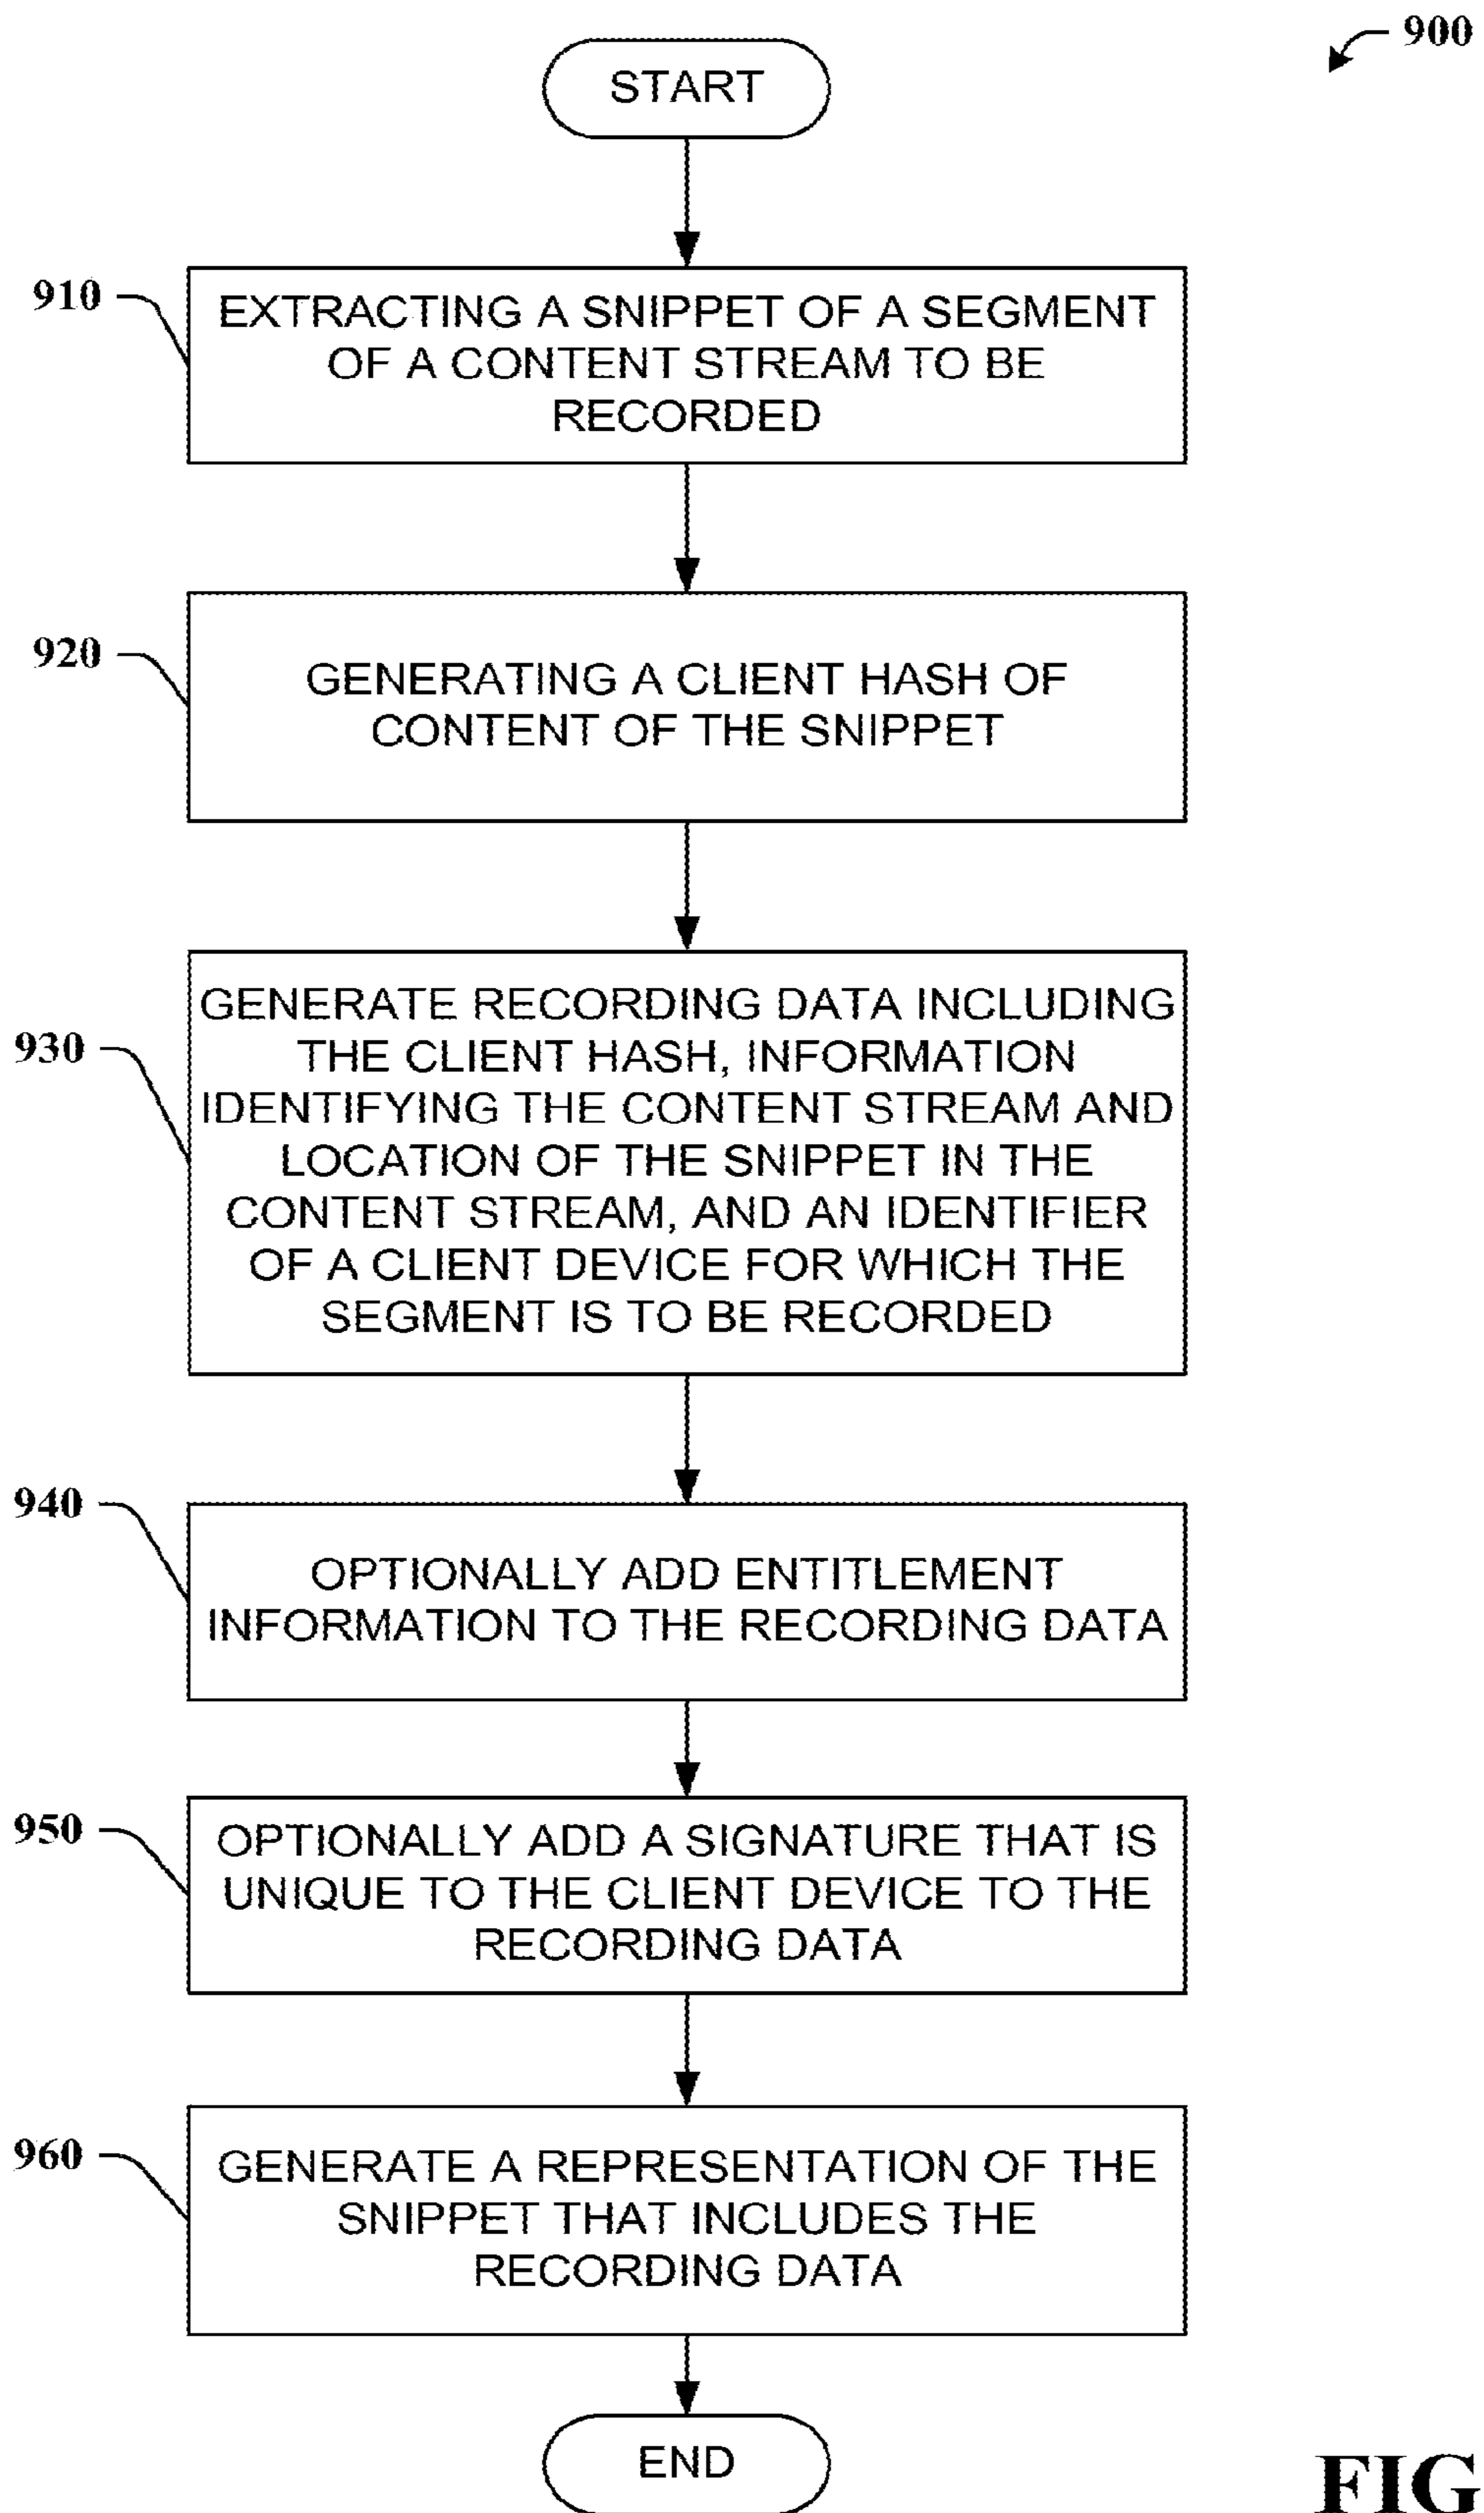 900
START
910
EXTRACTING A SNIPPET OF A SEGMENT
OF A CONTENT STREAM TO BE
RECORDED
920
GENERATING A CLIENT HASH OF
CONTENT OF THE SNIPPET
930
GENERATE RECORDING DATA INCLUDING
THE CLIENT HASH, INFORMATION
IDENTIFYING THE CONTENT STREAM AND
LOCATION OF THE SNIPPET IN THE
CONTENT STREAM, AND AN IDENTIFIER
OF A CLIENT DEVICE FOR WHICH THE
SEGMENT IS TO BE RECORDED
940
OPTIONALLY ADD ENTITLEMENT
INFORMATION TO THE RECORDING DATA
950
OPTIONALLY ADD A SIGNATURE THAT IS
UNIQUE TO THE CLIENT DEVICE TO THE
RECORDING DATA
960
GENERATE A REPRESENTATION OF THE
SNIPPET THAT INCLUDES THE
RECORDING DATA
END
FIG